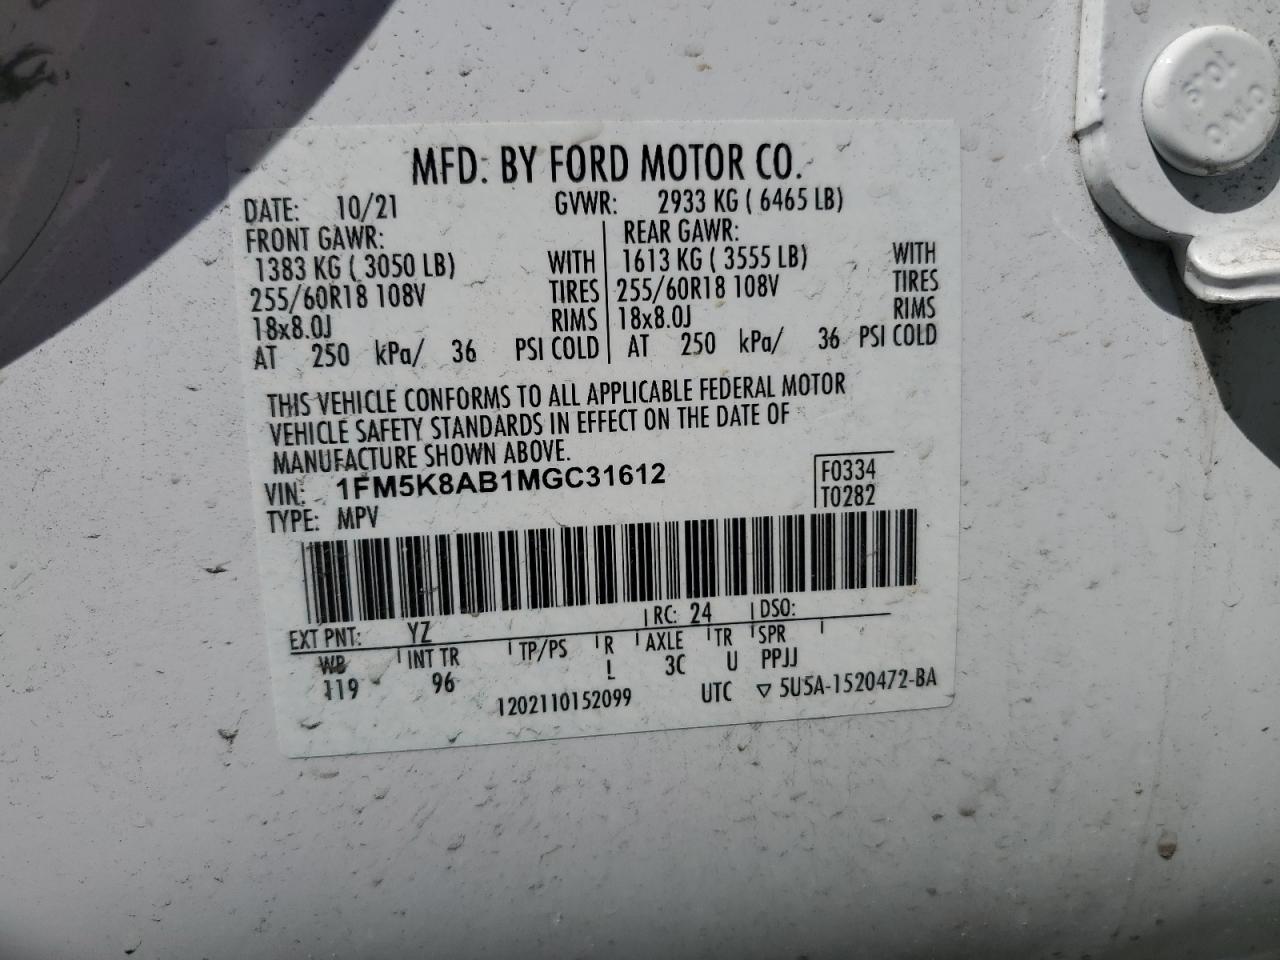 MFD. BY FORD MOTOR CO.
DATE: 10/21 GVWR: 2933 KG ( 6465 LB)
FRONT GAWR: REAR GAWR:
1383 KG ( 3050 LB) WITH 1613 KG ( 3555 LB) WITH
255/60R18 108V TIRES 255/60R18 108V TIRES
18x8.0J RIMS 18x8.0J RIMS
AT 250 kPa/ 36 PSI COLD AT 250 kPa/ 36 PSI COLD
THIS VEHICLE CONFORMS TO ALL APPLICABLE FEDERAL MOTOR
VEHICLE SAFETY STANDARDS IN EFFECT ON THE DATE OF
MANUFACTURE SHOWN ABOVE.
VIN: 1FM5K8AB1MGC31612 F0334
TYPE: MPV T0282
EXT PNT: YZ RC: 24 DSO:
WB INT TR TP/PS R AXLE TR SPR
119 96 L 3C U PPJJ
1202110152099 UTC ▽ 5U5A-1520472-BA